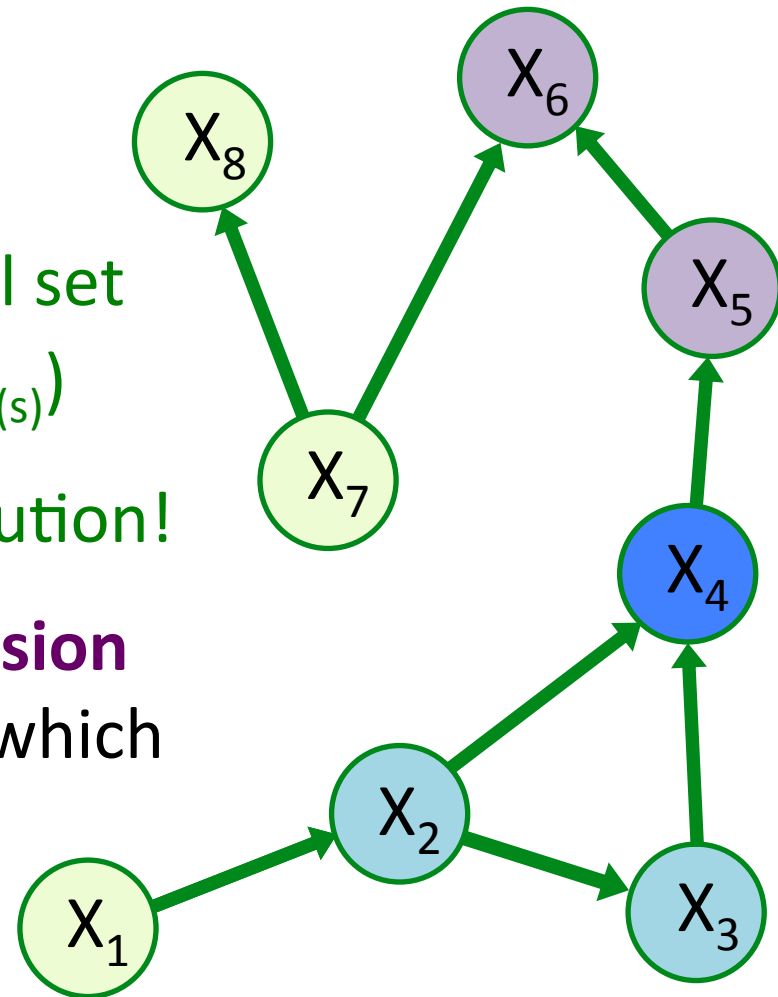 X₆
X₈
l set
X₅
(s))
X₇
ution!
X₄
sion
which
X₂
X₃
X₁